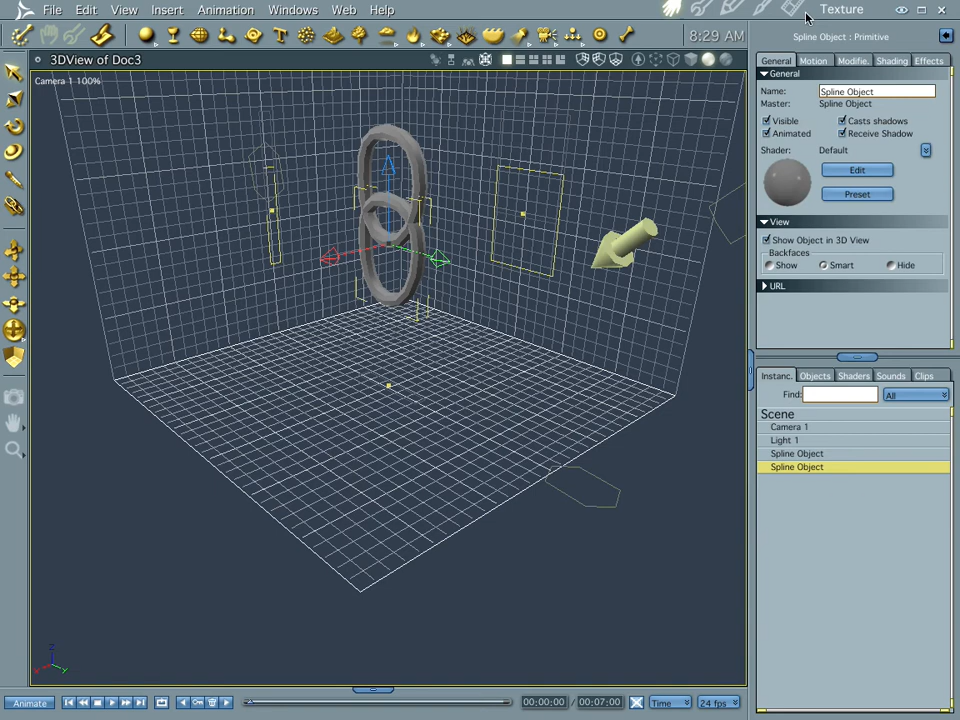 File Edit View Insert Animation Windows Web Help
Texture
8:29 AM
Spline Object : Primitive
3DView of Doc3
Camera 1 100%
General Motion Modifie. Shading Effects
General
Name: Spline Object
Master: Spline Object
Visible Casts shadows
Animated Receive Shadow
Shader: Default
Edit
Preset
View
Show Object in 3D View
Backfaces
Show Smart Hide
URL
Instanc. Objects Shaders Sounds Clips
Find: All
Scene
Camera 1
Light 1
Spline Object
Spline Object
Z
X Y
Animate 00:00:00 / 00:07:00 Time 24 fps